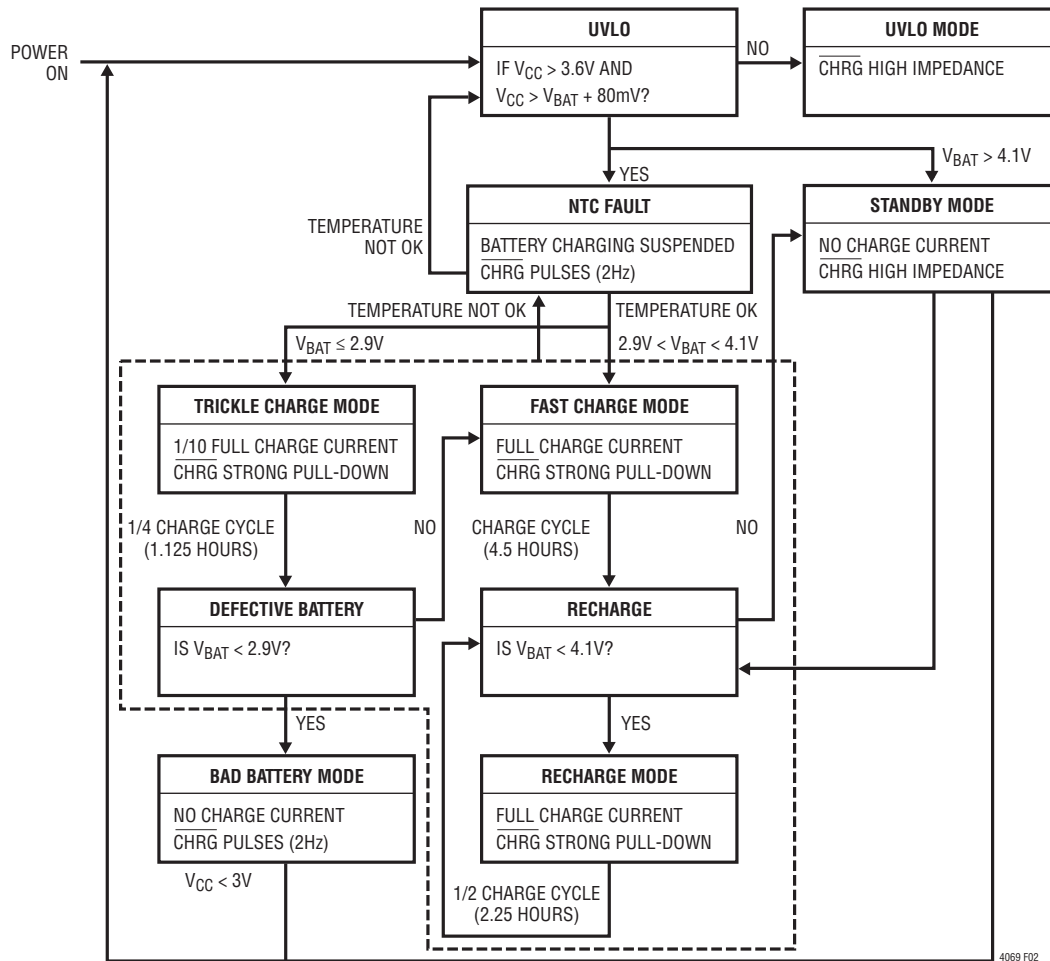 POWER
ON
UVLO
IF VCC > 3.6V AND
VCC > VBAT + 80mV?
NO
UVLO MODE
CHRG HIGH IMPEDANCE
YES
VBAT > 4.1V
NTC FAULT
BATTERY CHARGING SUSPENDED
CHRG PULSES (2Hz)
TEMPERATURE
NOT OK
STANDBY MODE
NO CHARGE CURRENT
CHRG HIGH IMPEDANCE
TEMPERATURE NOT OK
TEMPERATURE OK
VBAT ≤ 2.9V
2.9V < VBAT < 4.1V
TRICKLE CHARGE MODE
1/10 FULL CHARGE CURRENT
CHRG STRONG PULL-DOWN
FAST CHARGE MODE
FULL CHARGE CURRENT
CHRG STRONG PULL-DOWN
1/4 CHARGE CYCLE
(1.125 HOURS)
NO
CHARGE CYCLE
(4.5 HOURS)
NO
DEFECTIVE BATTERY
IS VBAT < 2.9V?
RECHARGE
IS VBAT < 4.1V?
YES
YES
BAD BATTERY MODE
NO CHARGE CURRENT
CHRG PULSES (2Hz)
RECHARGE MODE
FULL CHARGE CURRENT
CHRG STRONG PULL-DOWN
VCC < 3V
1/2 CHARGE CYCLE
(2.25 HOURS)
4069 F02